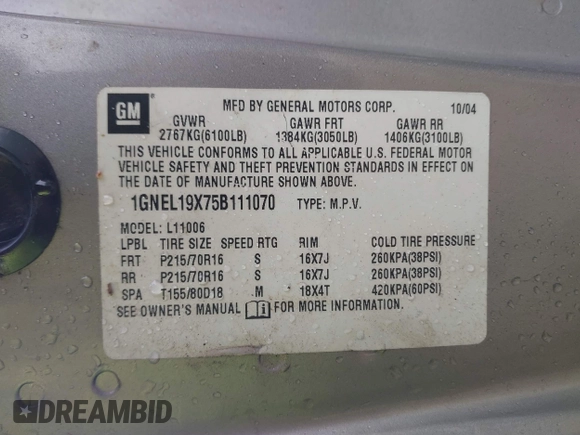 GM
MFD BY GENERAL MOTORS CORP. 10/04
GVWR GAWR FRT GAWR RR
2767KG(6100LB) 1384KG(3050LB) 1406KG(3100LB)
THIS VEHICLE CONFORMS TO ALL APPLICABLE U.S. FEDERAL MOTOR
VEHICLE SAFETY AND THEFT PREVENTION STANDARDS IN EFFECT ON
THE DATE OF MANUFACTURE SHOWN ABOVE.
1GNEL19X75B111070 TYPE: M.P.V.
MODEL: L11006
LPBL TIRE SIZE SPEED RTG RIM COLD TIRE PRESSURE
FRT P215/70R16 S 16X7J 260KPA(38PSI)
RR P215/70R16 S 16X7J 260KPA(38PSI)
SPA T155/80D18 M 18X4T 420KPA(60PSI)
SEE OWNER'S MANUAL i FOR MORE INFORMATION.
DREAMBID